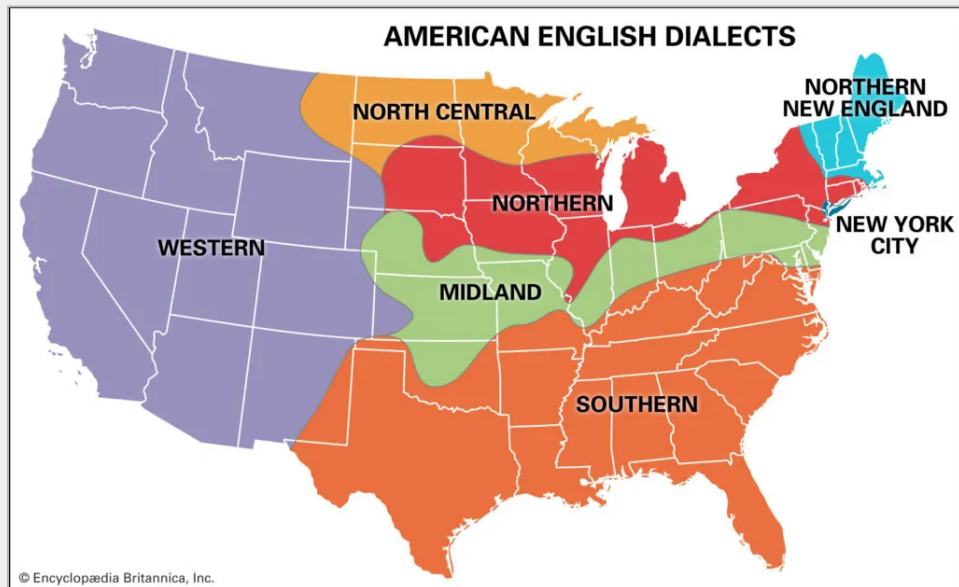 AMERICAN ENGLISH DIALECTS
NORTHERN
NEW ENGLAND
NORTH CENTRAL
NORTHERN
NEW YORK
CITY
WESTERN
MIDLAND
SOUTHERN
© Encyclopædia Britannica, Inc.